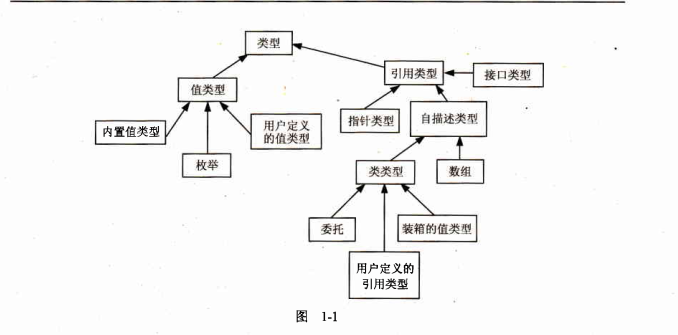 类型
引用类型
接口类型
值类型
指针类型
自描述类型
内置值类型
用户定义
的值类型
枚举
类类型
数组
委托
装箱的值类型
用户定义的
引用类型
图 1-1